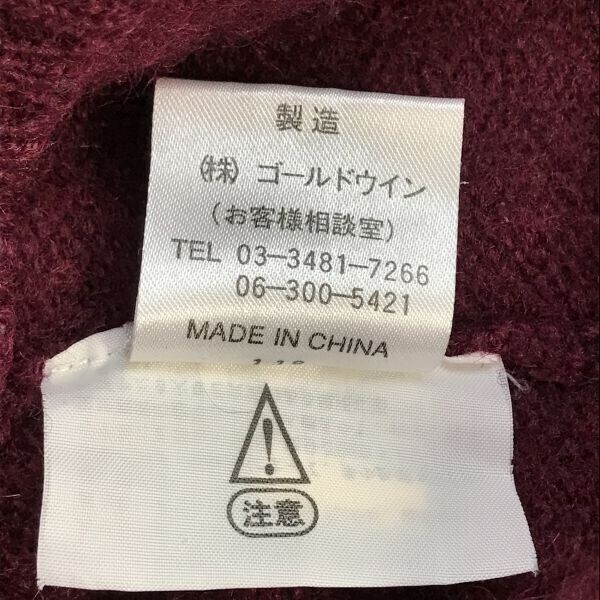 製造
(株) ゴールドウイン
(お客様相談室)
TEL 03-3481-7266
06-300-5421
MADE IN CHINA
!
注意